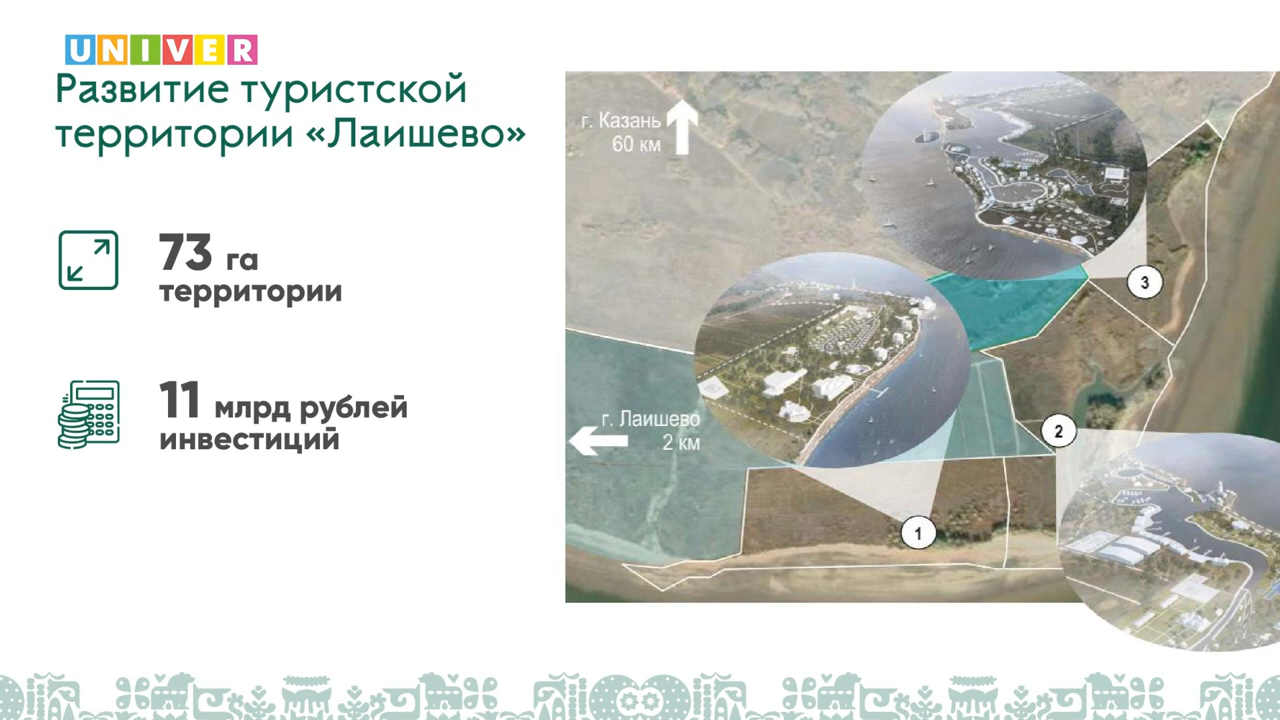 UNIVER
Развитие туристской
территории «Лаишево»
73 га
территории
11 млрд рублей
инвестиций
г. Казань
60 км
г. Лаишево
2 км
3
2
1